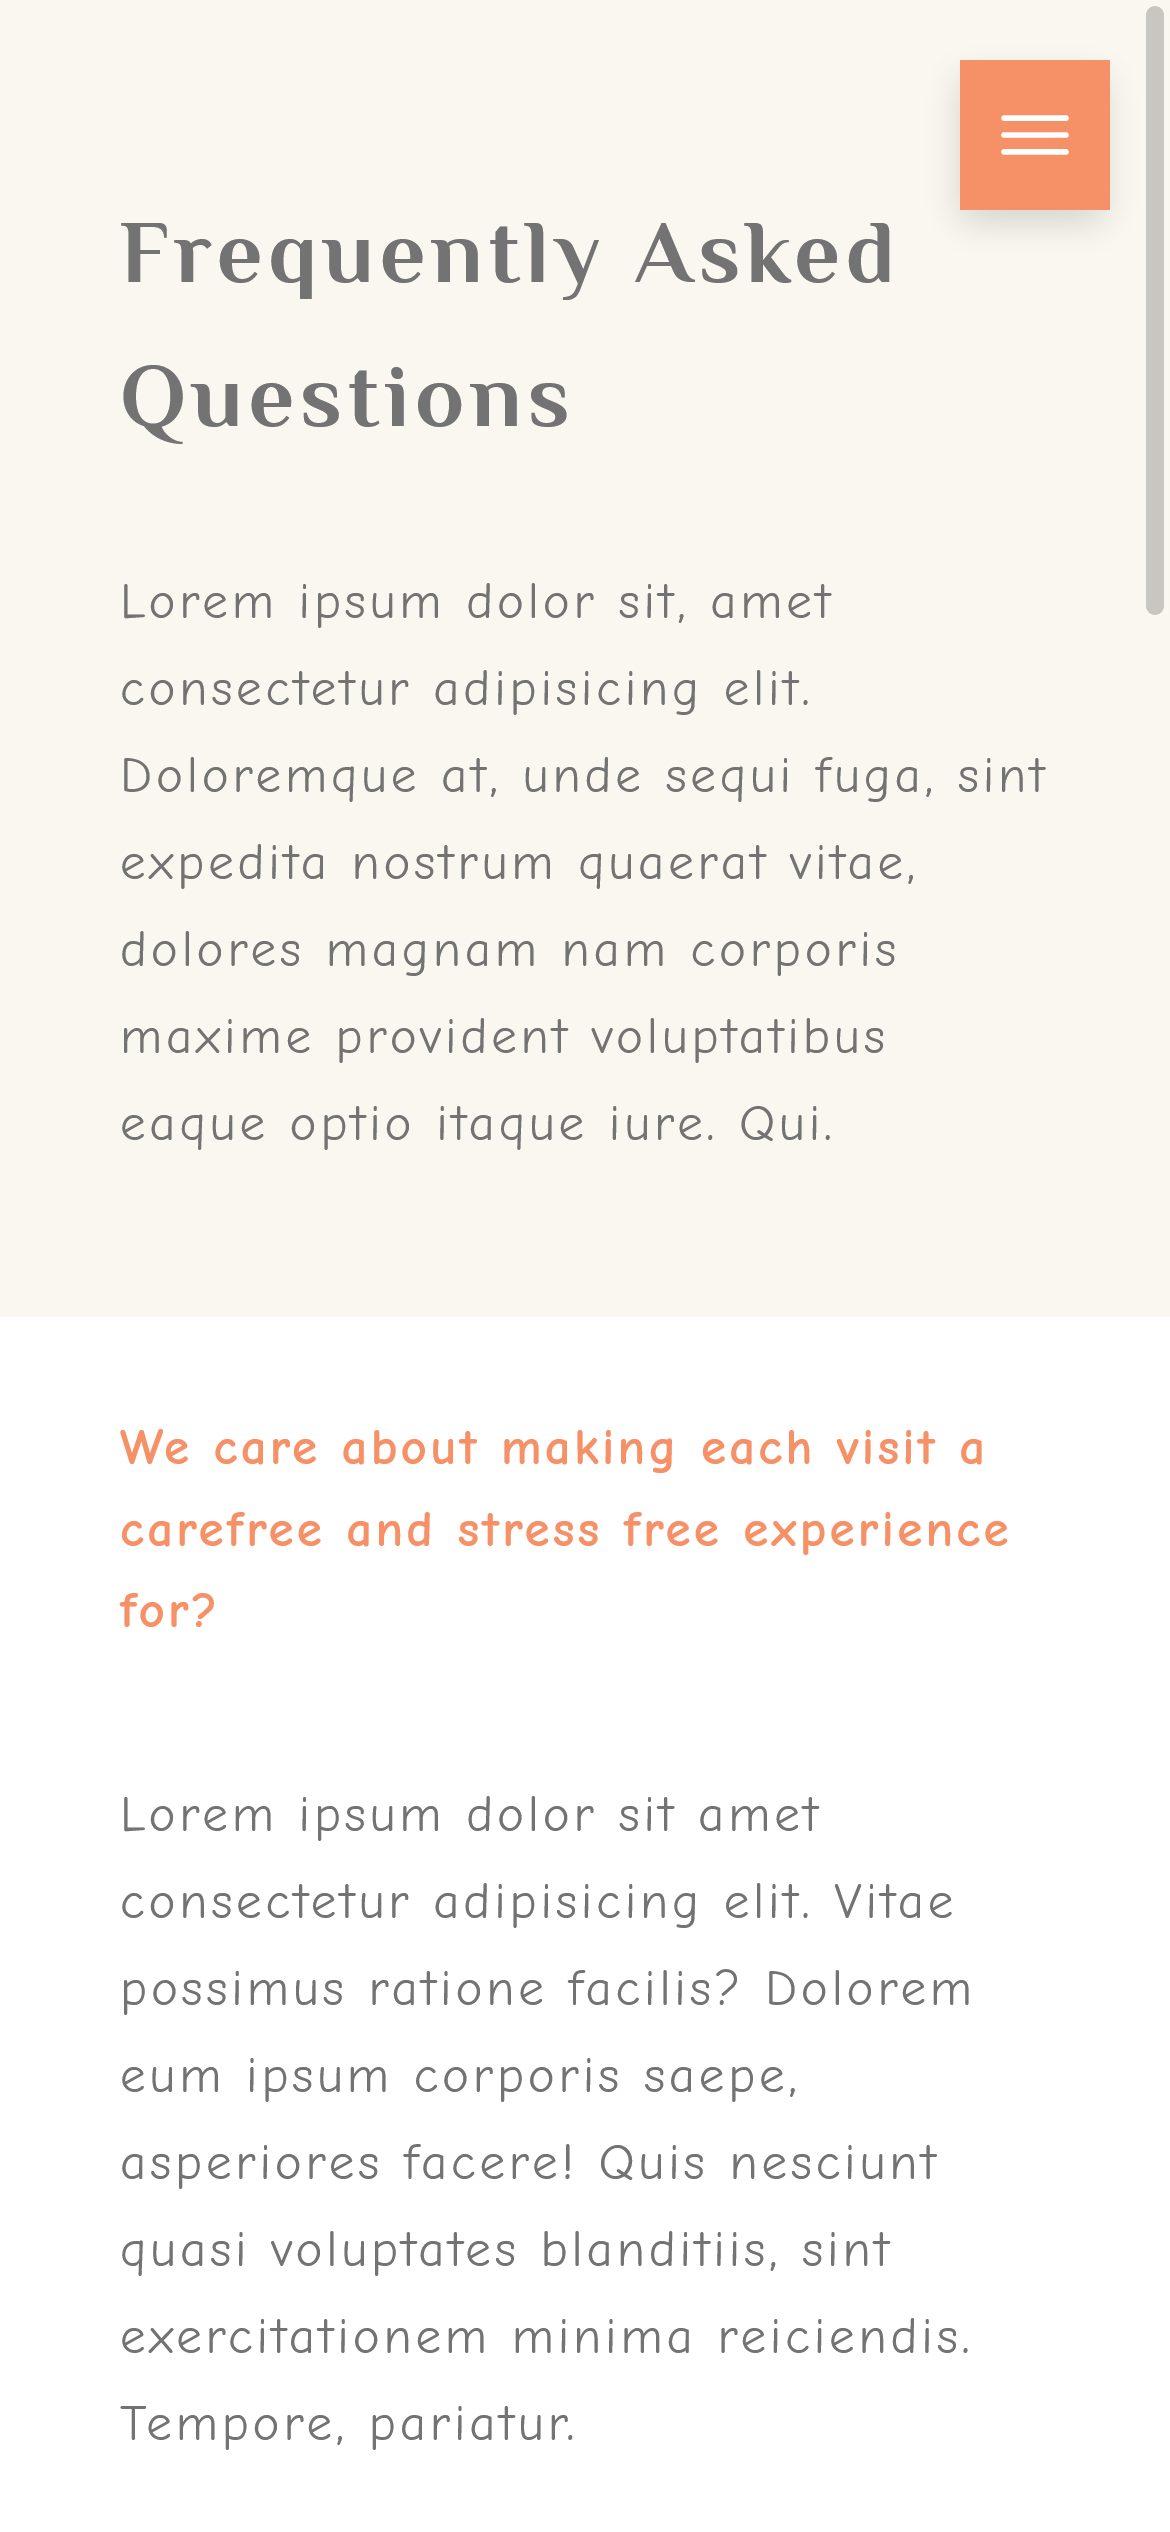 Frequently Asked
Questions
Lorem ipsum dolor sit, amet
consectetur adipisicing elit.
Doloremque at, unde sequi fuga, sint
expedita nostrum quaerat vitae,
dolores magnam nam corporis
maxime provident voluptatibus
eaque optio itaque iure. Qui.
We care about making each visit a
carefree and stress free experience
for?
Lorem ipsum dolor sit amet
consectetur adipisicing elit. Vitae
possimus ratione facilis? Dolorem
eum ipsum corporis saepe,
asperiores facere! Quis nesciunt
quasi voluptates blanditiis, sint
exercitationem minima reiciendis.
Tempore, pariatur.